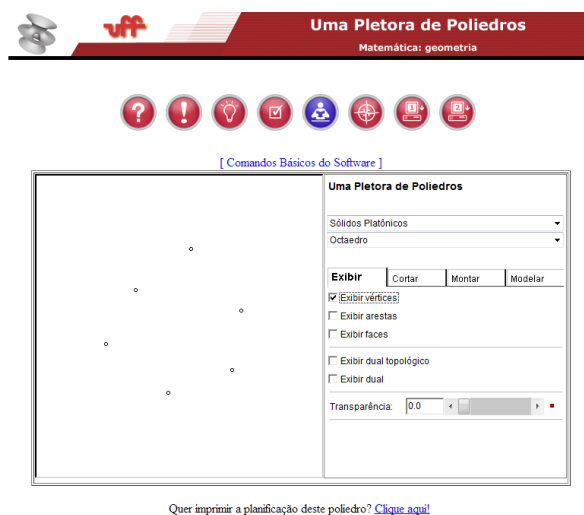 uff
Uma Pletora de Poliedros
Matemática: geometria
?
!
1
2
[ Comandos Básicos do Software ]
Uma Pletora de Poliedros
Sólidos Platônicos
Octaedro
Exibir Cortar Montar Modelar
Exibir vértices
Exibir arestas
Exibir faces
Exibir dual topológico
Exibir dual
Transparência: 0.0
Quer imprimir a planificação deste poliedro? Clique aqui!